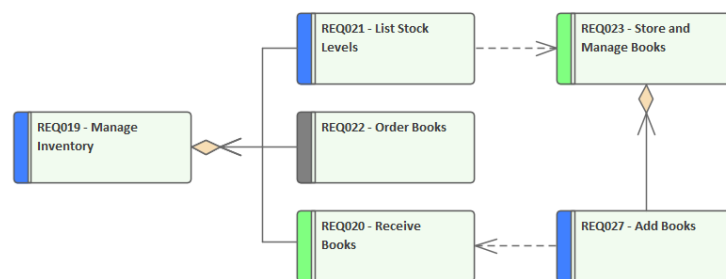 REQ021 - List Stock
Levels
REQ023 - Store and
Manage Books
REQ019 - Manage
Inventory
REQ022 - Order Books
REQ020 - Receive
Books
REQ027 - Add Books